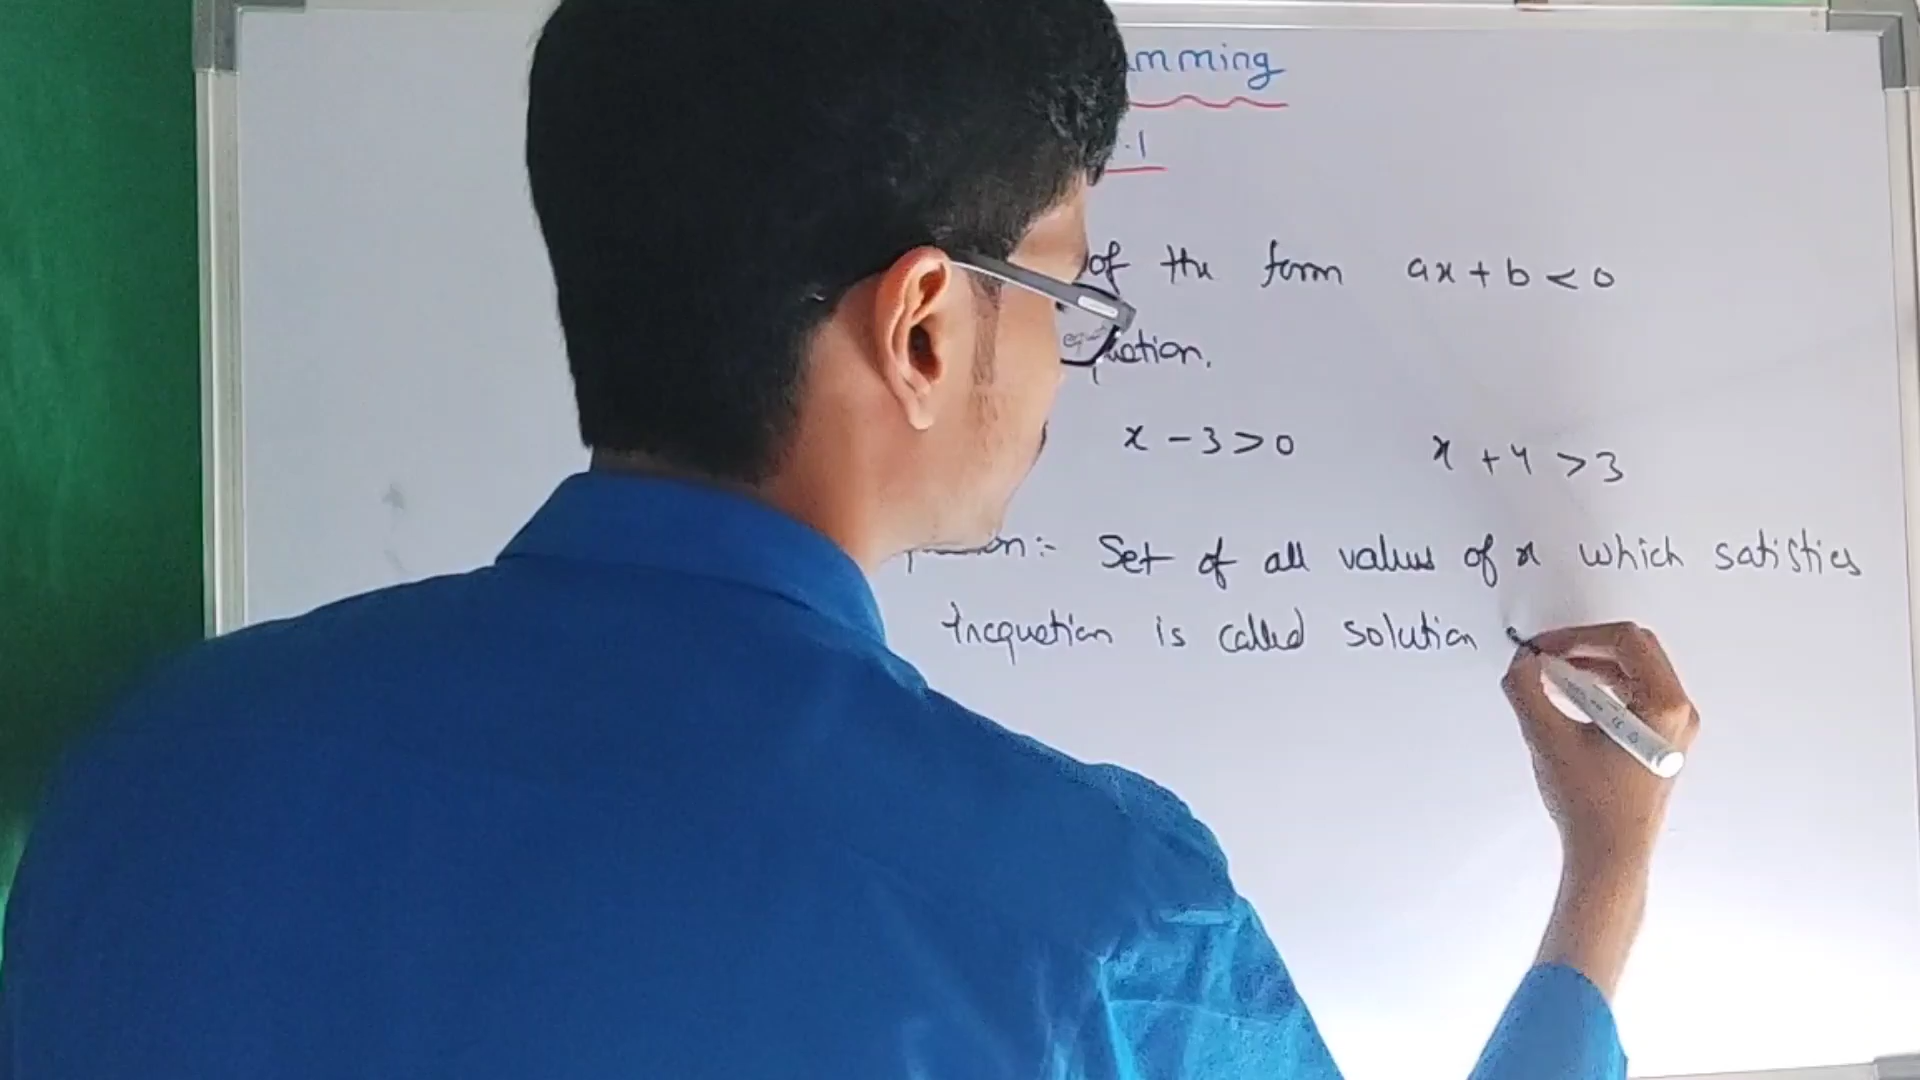 mming
.1
of the form ax + b < 0
uation.
x - 3 > 0 x + 4 > 3
on:- Set of all values of x which satisfies
Inequation is called solution